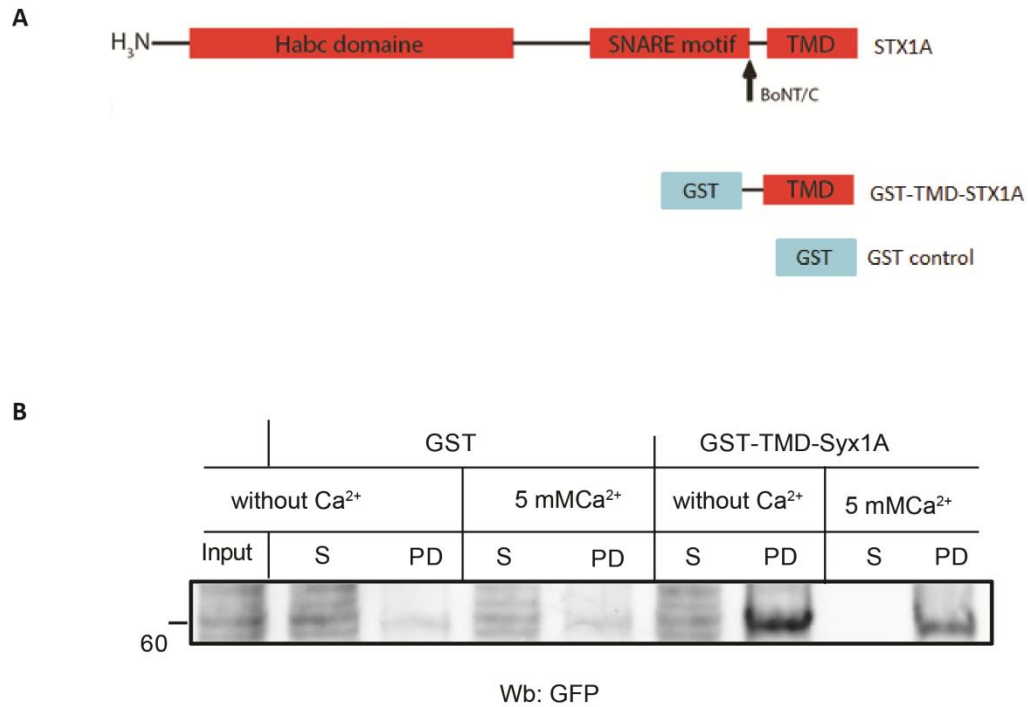 A
H3N Habc domaine SNARE motif TMD STX1A
BoNT/C
GST TMD GST-TMD-STX1A
GST GST control
B
GST GST-TMD-Syx1A
without Ca2+ 5 mMCa2+ without Ca2+ 5 mMCa2+
Input S PD S PD S PD S PD
60
Wb: GFP